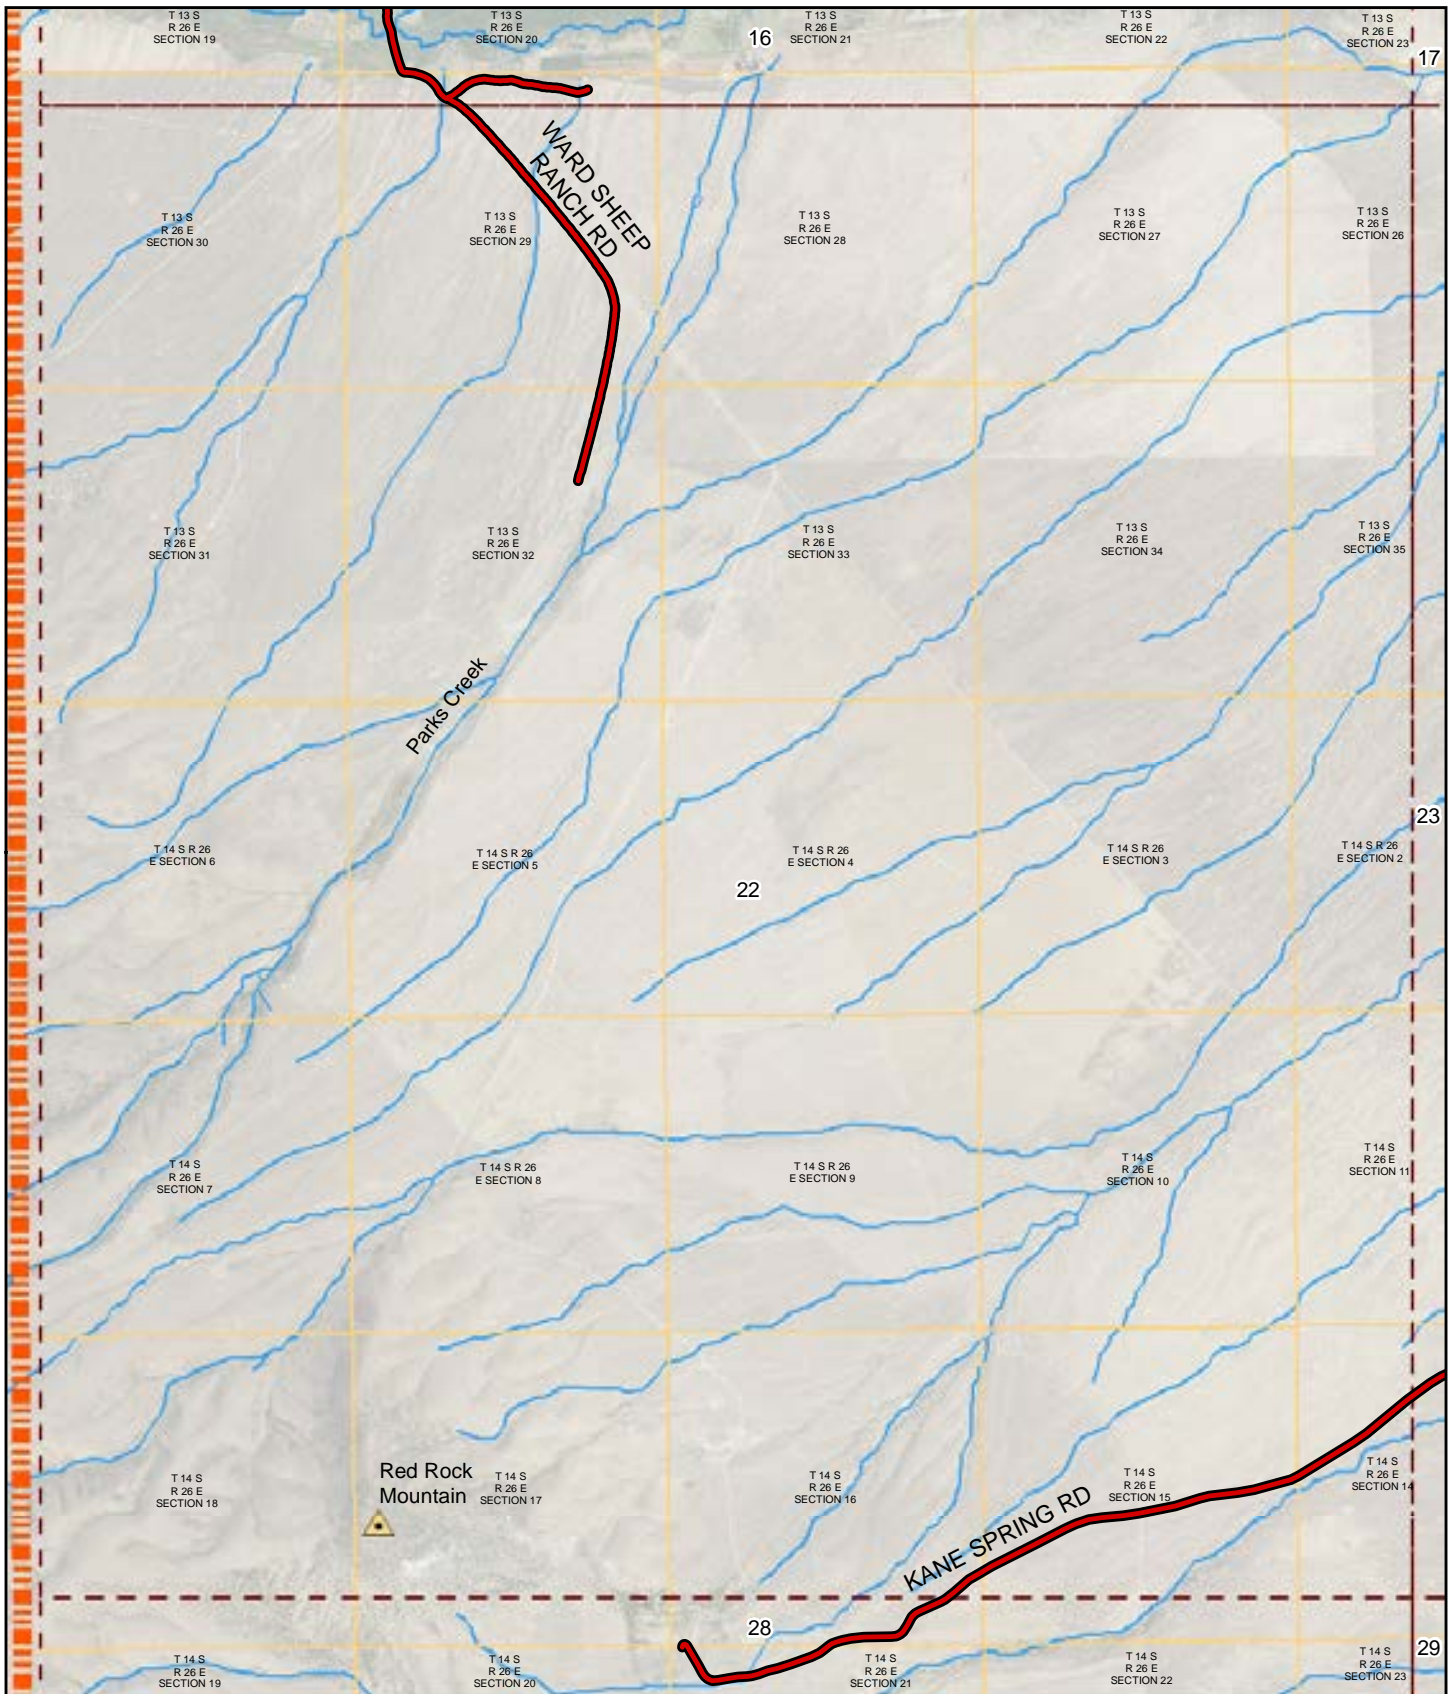 T 13 S
R 26 E
SECTION 19
T 13 S
R 26 E
SECTION 20
16
T 13 S
R 26 E
SECTION 21
T 13 S
R 26 E
SECTION 22
T 13 S
R 26 E
SECTION 23
17
WARD SHEEP
RANCH RD
T 13 S
R 26 E
SECTION 30
T 13 S
R 26 E
SECTION 29
T 13 S
R 26 E
SECTION 28
T 13 S
R 26 E
SECTION 27
T 13 S
R 26 E
SECTION 26
T 13 S
R 26 E
SECTION 31
T 13 S
R 26 E
SECTION 32
T 13 S
R 26 E
SECTION 33
T 13 S
R 26 E
SECTION 34
T 13 S
R 26 E
SECTION 35
Parks Creek
23
T 14 S R 26
E SECTION 6
T 14 S R 26
E SECTION 5
T 14 S R 26
E SECTION 4
T 14 S R 26
E SECTION 3
T 14 S R 26
E SECTION 2
22
T 14 S
R 26 E
SECTION 7
T 14 S R 26
E SECTION 8
T 14 S R 26
E SECTION 9
T 14 S
R 26 E
SECTION 10
T 14 S
R 26 E
SECTION 11
T 14 S
R 26 E
SECTION 18
Red Rock
Mountain
T 14 S
R 26 E
SECTION 17
T 14 S
R 26 E
SECTION 16
T 14 S
R 26 E
SECTION 15
T 14 S
R 26 E
SECTION 14
KANE SPRING RD
28
T 14 S
R 26 E
SECTION 19
T 14 S
R 26 E
SECTION 20
T 14 S
R 26 E
SECTION 21
T 14 S
R 26 E
SECTION 22
T 14 S
R 26 E
SECTION 23
29